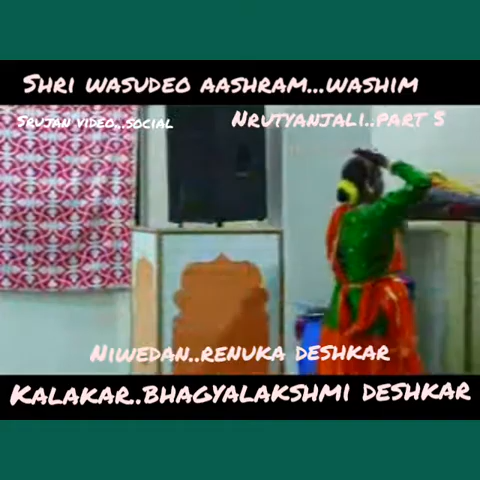 Shri wasudeo aashram...washim
Srujan video...social
Nrutyanjali..part 5
Niwedan..renuka deshkar
Kalakar.bhagyalakshmi deshkar